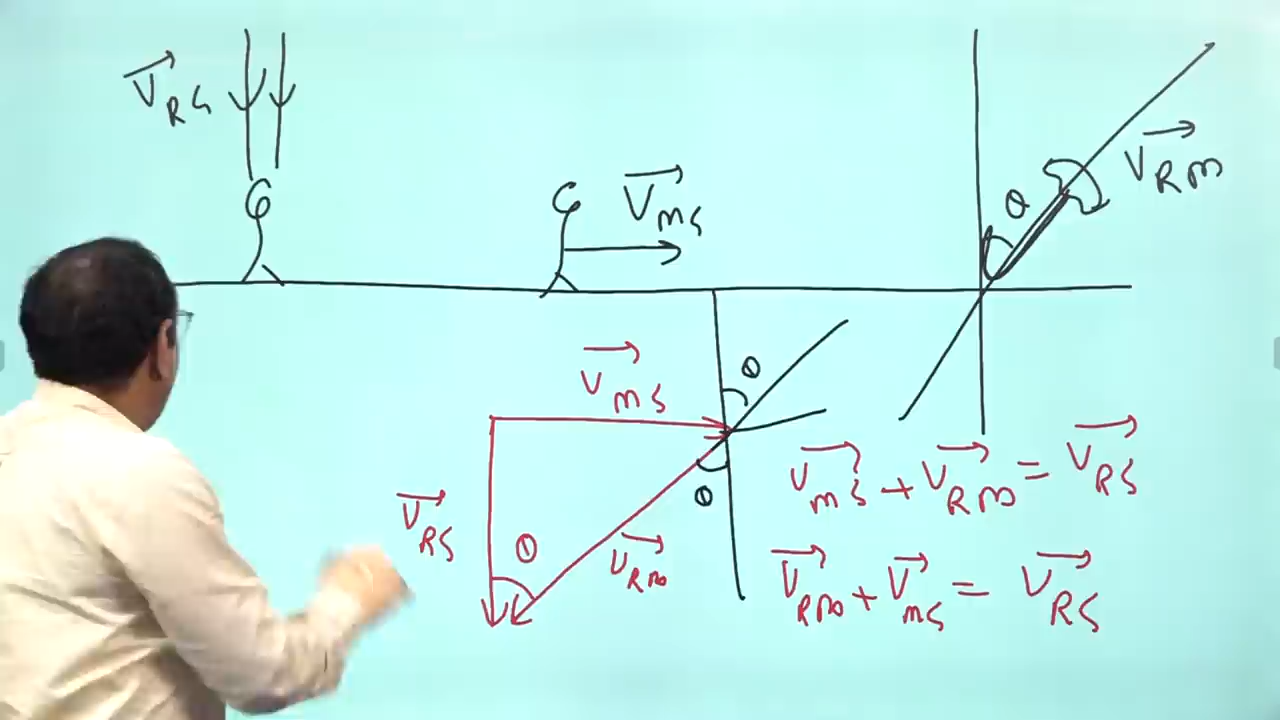 V⃗RS
V⃗mS
θ
V⃗Rm
V⃗mS
θ
θ
V⃗RS
θ
V⃗Rm
V⃗mS + V⃗Rm = V⃗RS
V⃗Rm + V⃗mS = V⃗RS